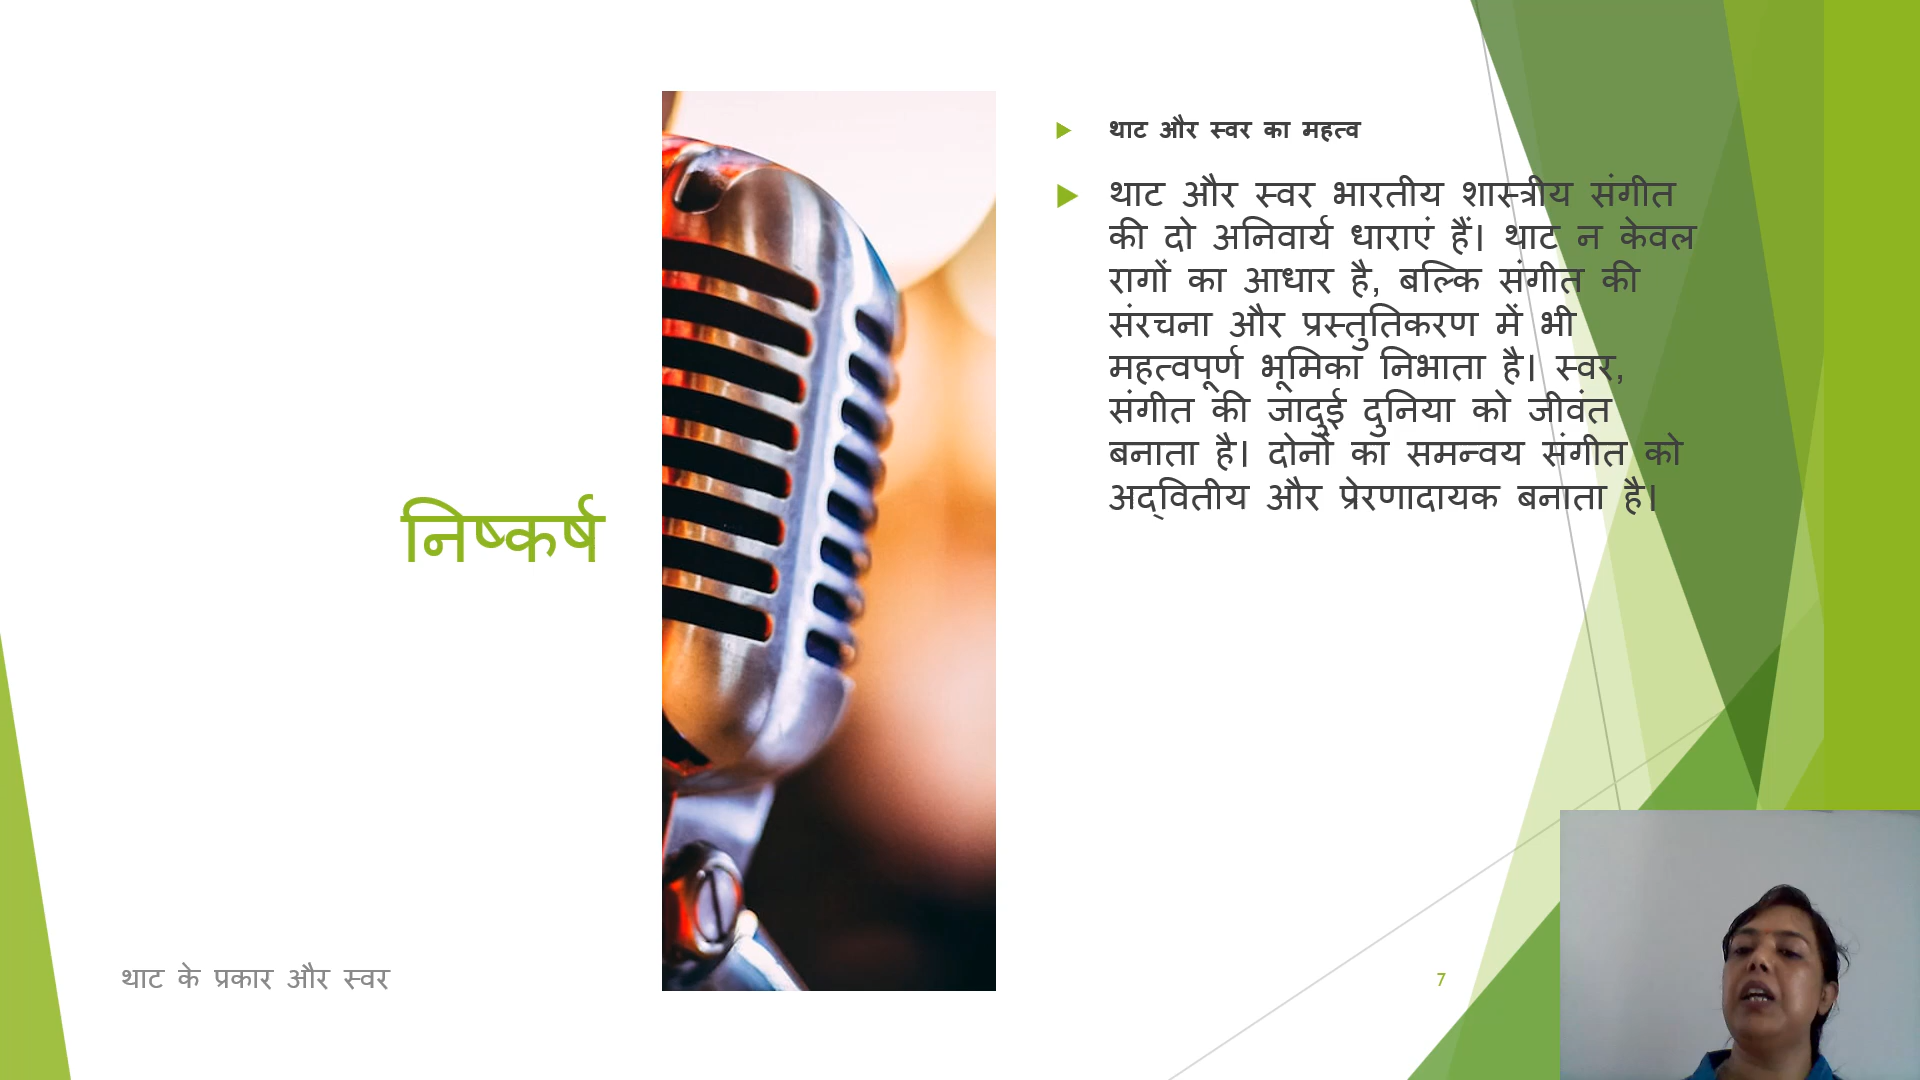 निष्कर्ष
थाट और स्वर का महत्व
थाट और स्वर भारतीय शास्त्रीय संगीत
की दो अनिवार्य धाराएं हैं। थाट न केवल
रागों का आधार है, बल्कि संगीत की
संरचना और प्रस्तुतिकरण में भी
महत्वपूर्ण भूमिका निभाता है। स्वर,
संगीत की जादुई दुनिया को जीवंत
बनाता है। दोनों का समन्वय संगीत को
अद्वितीय और प्रेरणादायक बनाता है।
थाट के प्रकार और स्वर
7